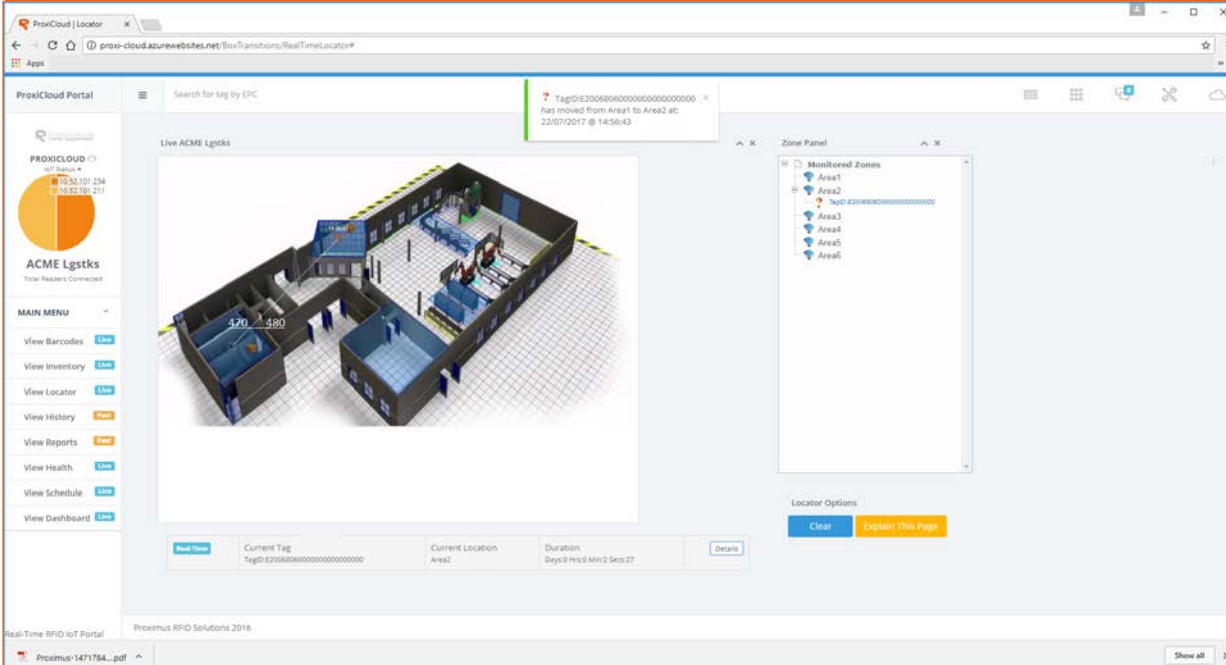 ProxiCloud | Locator
proxi-cloud.azurewebsites.net/BoxTransitions/RealTimeLocator#
Apps
ProxiCloud Portal
Search for tag by EPC
TagID:E20068060000000000000000
has moved from Area1 to Area2 at:
22/07/2017 @ 14:56:43
PROXICLOUD
IoT Status
10.52.101.234
10.52.101.211
ACME Lgstks
Total Readers Connected
MAIN MENU
View Barcodes Live
View Inventory Live
View Locator Live
View History Past
View Reports Past
View Health Live
View Schedule Live
View Dashboard Live
Real-Time RFID IoT Portal
Live ACME Lgstks
470 480
Zone Panel
Monitored Zones
Area1
Area2
TagID:E20068060000000000000000
Area3
Area4
Area5
Area6
Locator Options
Clear
Explain This Page
Real-Time
Current Tag
TagID:E20068060000000000000000
Current Location
Area2
Duration
Days:0 Hrs:0 Min:2 Secs:27
Details
Proximus RFID Solutions 2016
Proximus-1471784....pdf
Show all